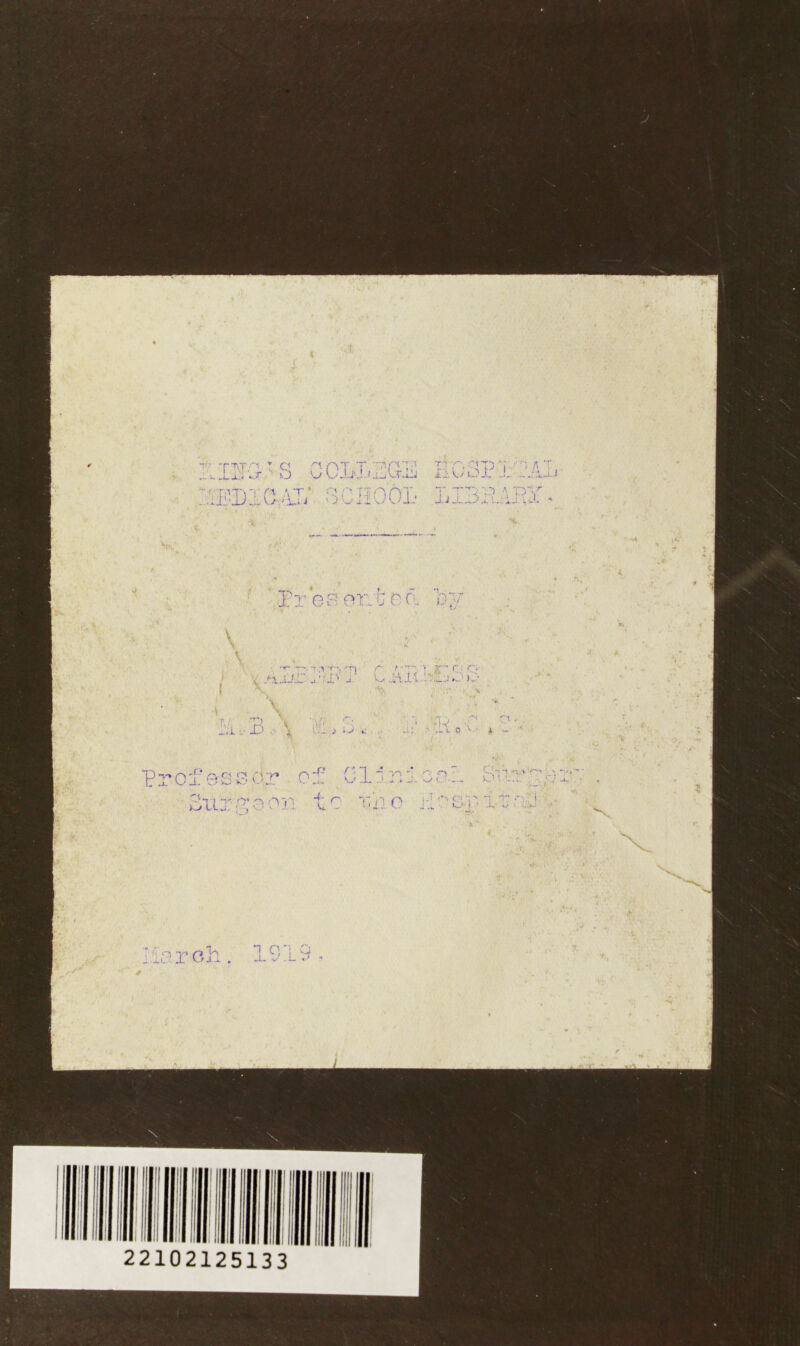 KING'S COLLEGE HOSPITAL
MEDICAL SCHOOL LIBRARY.
Presented by
ALBERT CARLESS
M.B., M.S., F.R.C.S.
Professor of Clinical Surgery.
Surgeon to the Hospital.
March. 1919.
22102125133